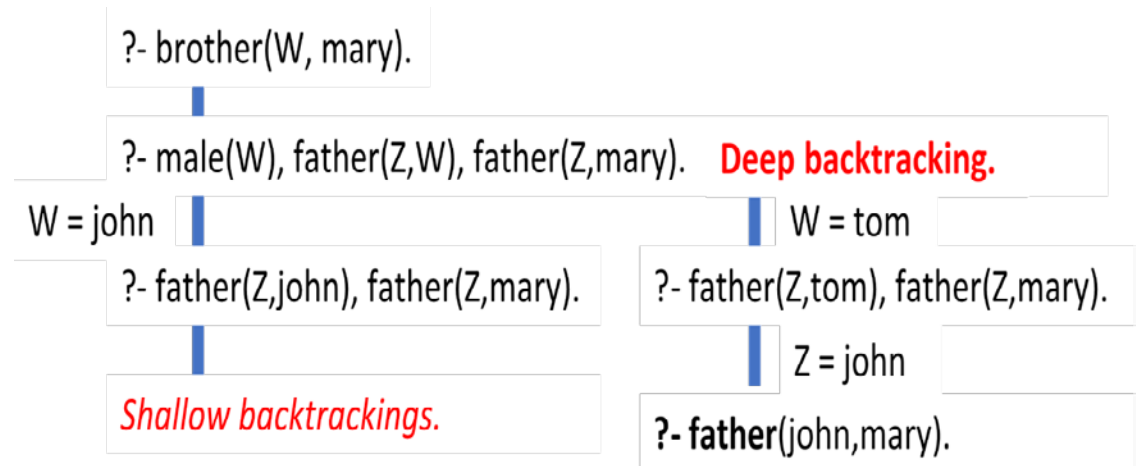 ?- brother(W, mary).
?- male(W), father(Z,W), father(Z,mary). Deep backtracking.
W = john
W = tom
?- father(Z,john), father(Z,mary).
?- father(Z,tom), father(Z,mary).
Z = john
Shallow backtrackings.
?- father(john,mary).